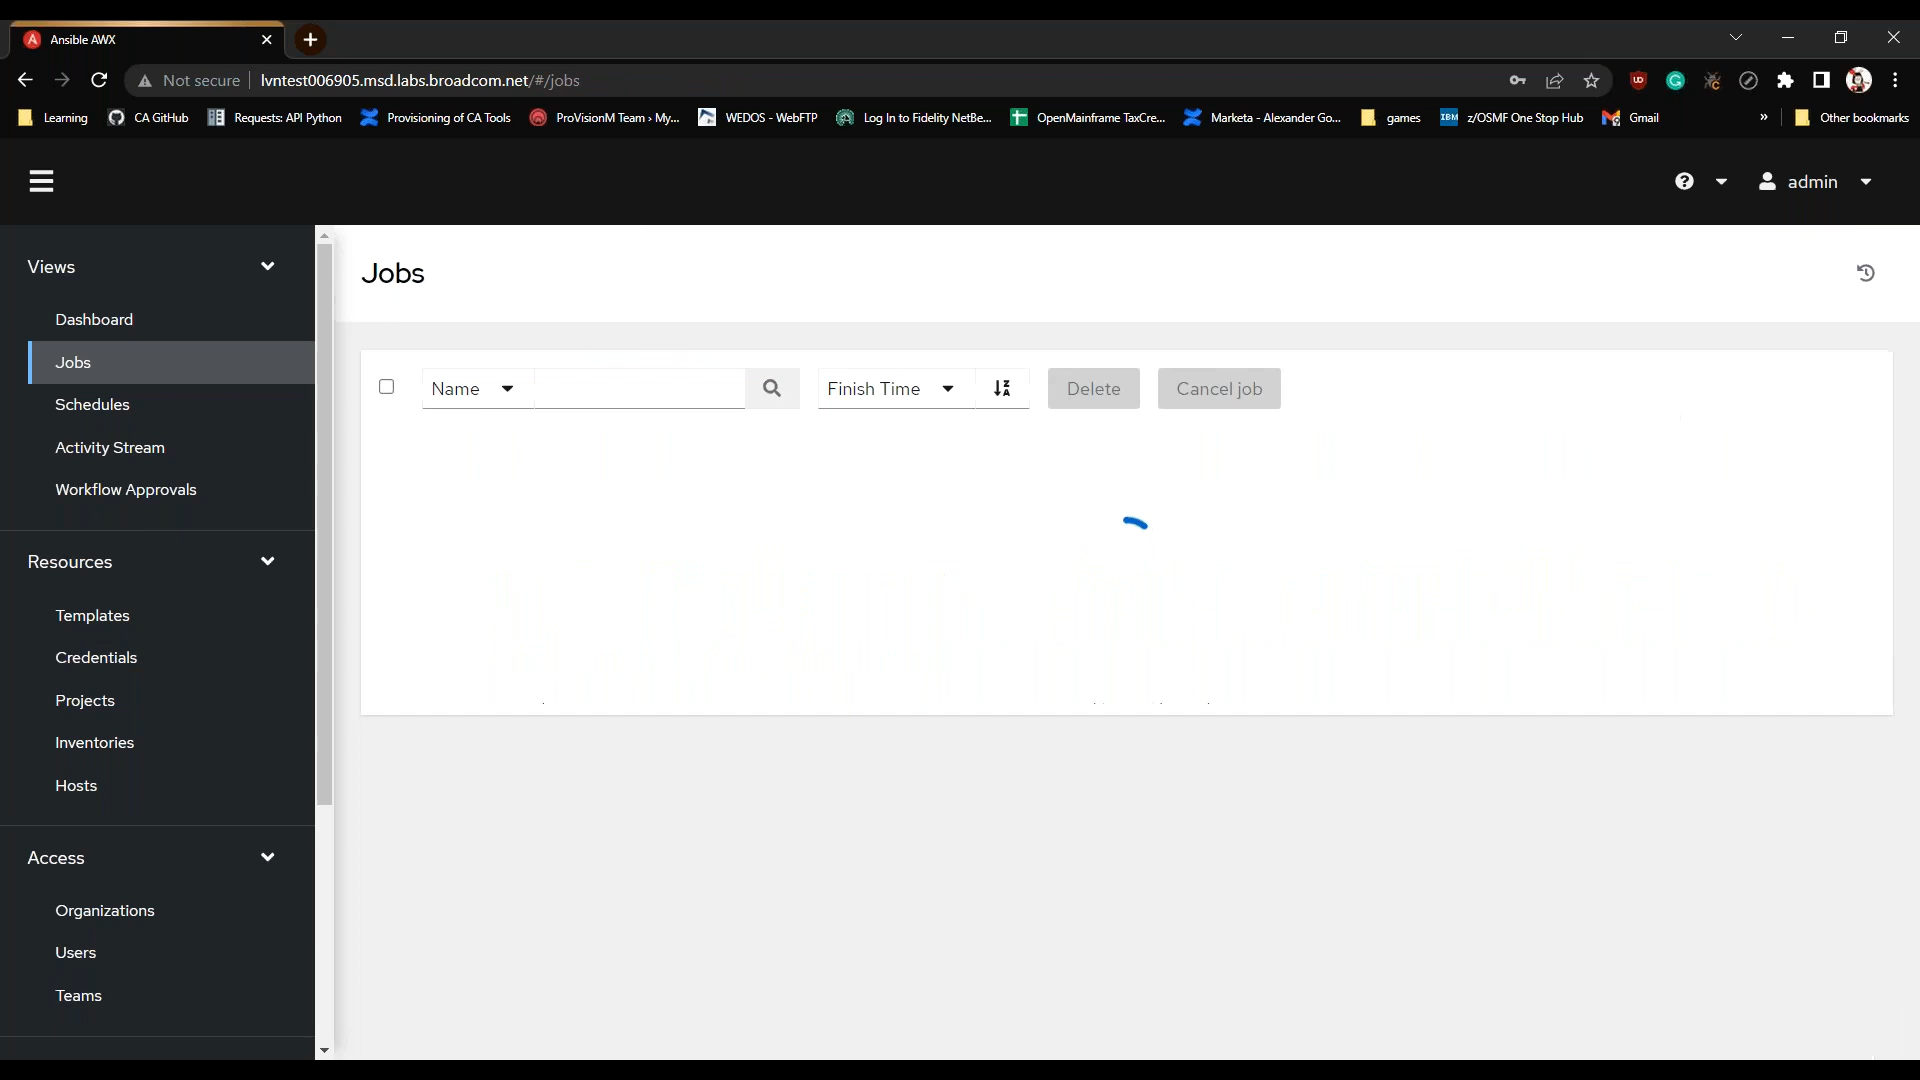 Ansible AWX
Not secure lvntest006905.msd.labs.broadcom.net/#/jobs
Learning CA GitHub Requests: API Python Provisioning of CA Tools ProVisionM Team › My... WEDOS - WebFTP Log In to Fidelity NetBe... OpenMainframe TaxCre... Marketa - Alexander Go... games IBM z/OSMF One Stop Hub Gmail » Other bookmarks
admin
Views
Dashboard
Jobs
Schedules
Activity Stream
Workflow Approvals
Resources
Templates
Credentials
Projects
Inventories
Hosts
Access
Organizations
Users
Teams
Jobs
Name Finish Time Delete Cancel job